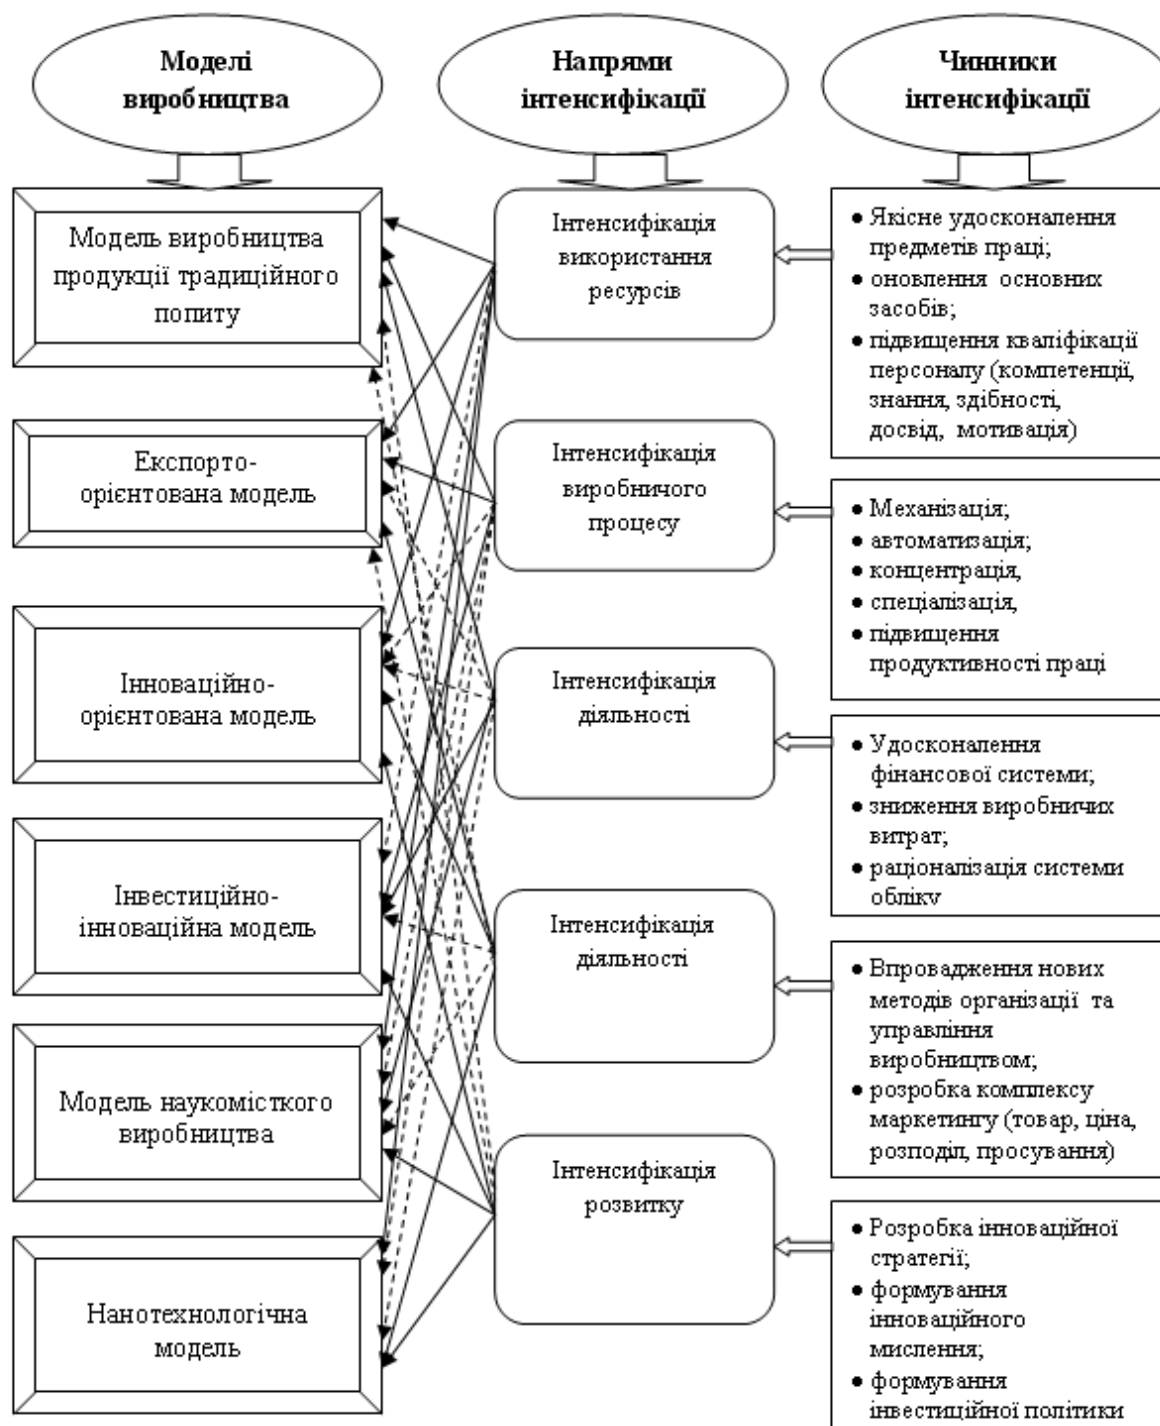 Моделі
виробництва
Напрями
інтенсифікації
Чинники
інтенсифікації
Модель виробництва
продукції традиційного
попиту
Експорто-
орієнтована модель
Інноваційно-
орієнтована модель
Інвестиційно-
інноваційна модель
Модель наукомісткого
виробництва
Нанотехнологічна
модель
Інтенсифікація
використання
ресурсів
Інтенсифікація
виробничого
процесу
Інтенсифікація
діяльності
Інтенсифікація
діяльності
Інтенсифікація
розвитку
● Якісне удосконалення
предметів праці;
● оновлення основних
засобів;
● підвищення кваліфікації
персоналу (компетенції,
знання, здібності,
досвід, мотивація)
● Механізація;
● автоматизація;
● концентрація,
● спеціалізація,
● підвищення
продуктивності праці
● Удосконалення
фінансової системи;
● зниження виробничих
витрат;
● раціоналізація системи
обліку
● Впровадження нових
методів організації та
управління
виробництвом;
● розробка комплексу
маркетингу (товар, ціна,
розподіл, просування)
● Розробка інноваційної
стратегії;
● формування
інноваційного
мислення;
● формування
інвестиційної політики